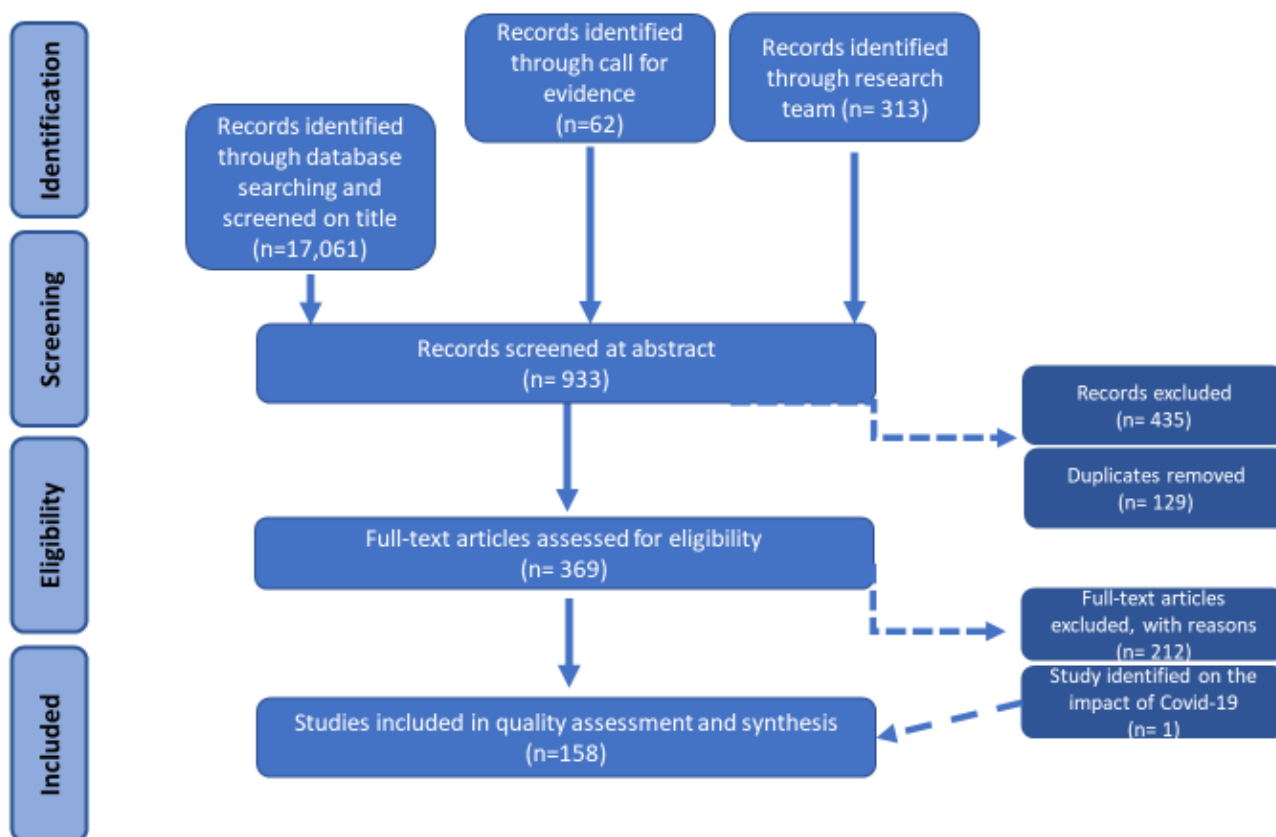 Identification
Records identified
through database
searching and
screened on title
(n=17,061)
Records identified
through call for
evidence
(n=62)
Records identified
through research
team (n= 313)
Screening
Records screened at abstract
(n= 933)
Records excluded
(n= 435)
Duplicates removed
(n= 129)
Eligibility
Full-text articles assessed for eligibility
(n= 369)
Full-text articles
excluded, with reasons
(n= 212)
Included
Study identified on the
impact of Covid-19
(n= 1)
Studies included in quality assessment and synthesis
(n=158)